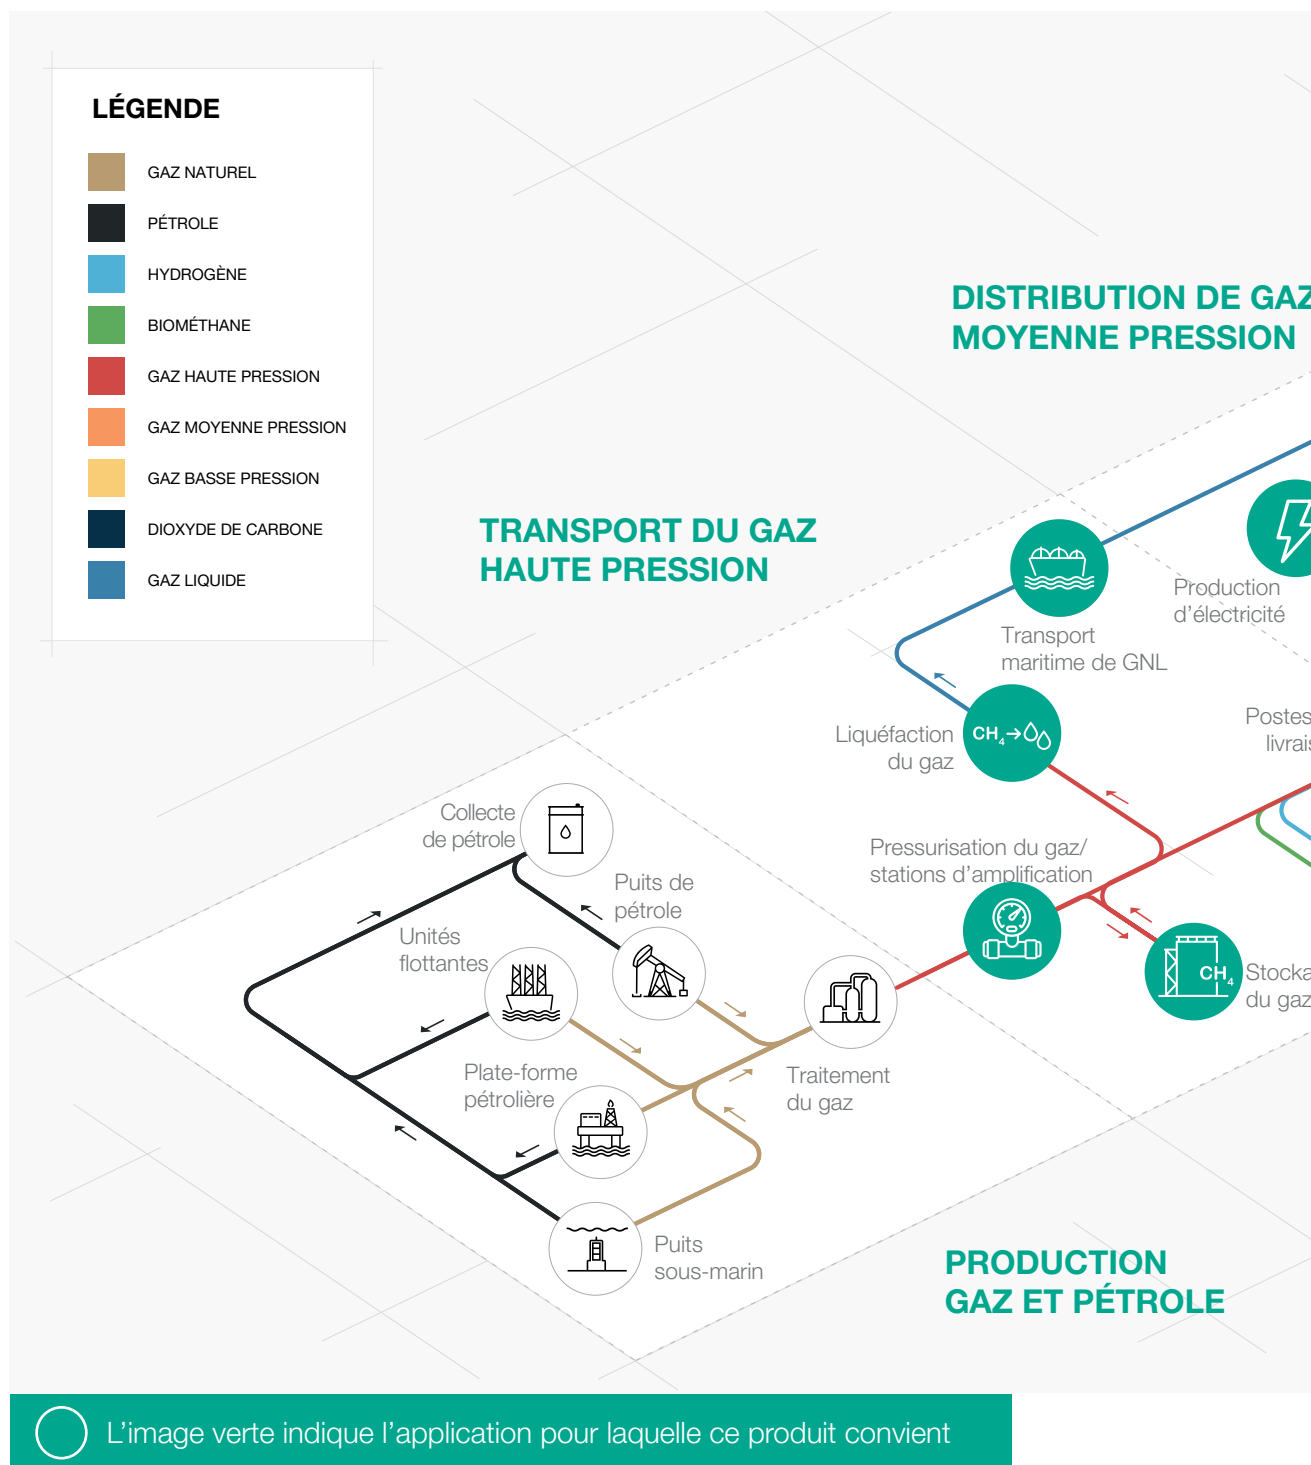 LÉGENDE
GAZ NATUREL
PÉTROLE
HYDROGÈNE
BIOMÉTHANE
GAZ HAUTE PRESSION
GAZ MOYENNE PRESSION
GAZ BASSE PRESSION
DIOXYDE DE CARBONE
GAZ LIQUIDE
DISTRIBUTION DE GAZ
MOYENNE PRESSION
TRANSPORT DU GAZ
HAUTE PRESSION
Production
d’électricité
Transport
maritime de GNL
Postes
Liquéfaction
du gaz
CH4
Collecte
de pétrole
Pressurisation du gaz/
stations d’amplification
Puits de
pétrole
Unités
flottantes
CH4
du gaz
Plate-forme
pétrolière
Traitement
du gaz
Puits
sous-marin
PRODUCTION
GAZ ET PÉTROLE
L’image verte indique l’application pour laquelle ce produit convient